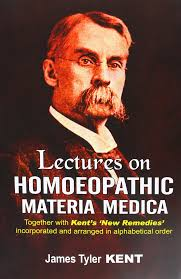 Lectures on
HOMOEOPATHIC
MATERIA MEDICA
Together with Kent's 'New Remedies'
incorporated and arranged in alphabetical order
James Tyler KENT